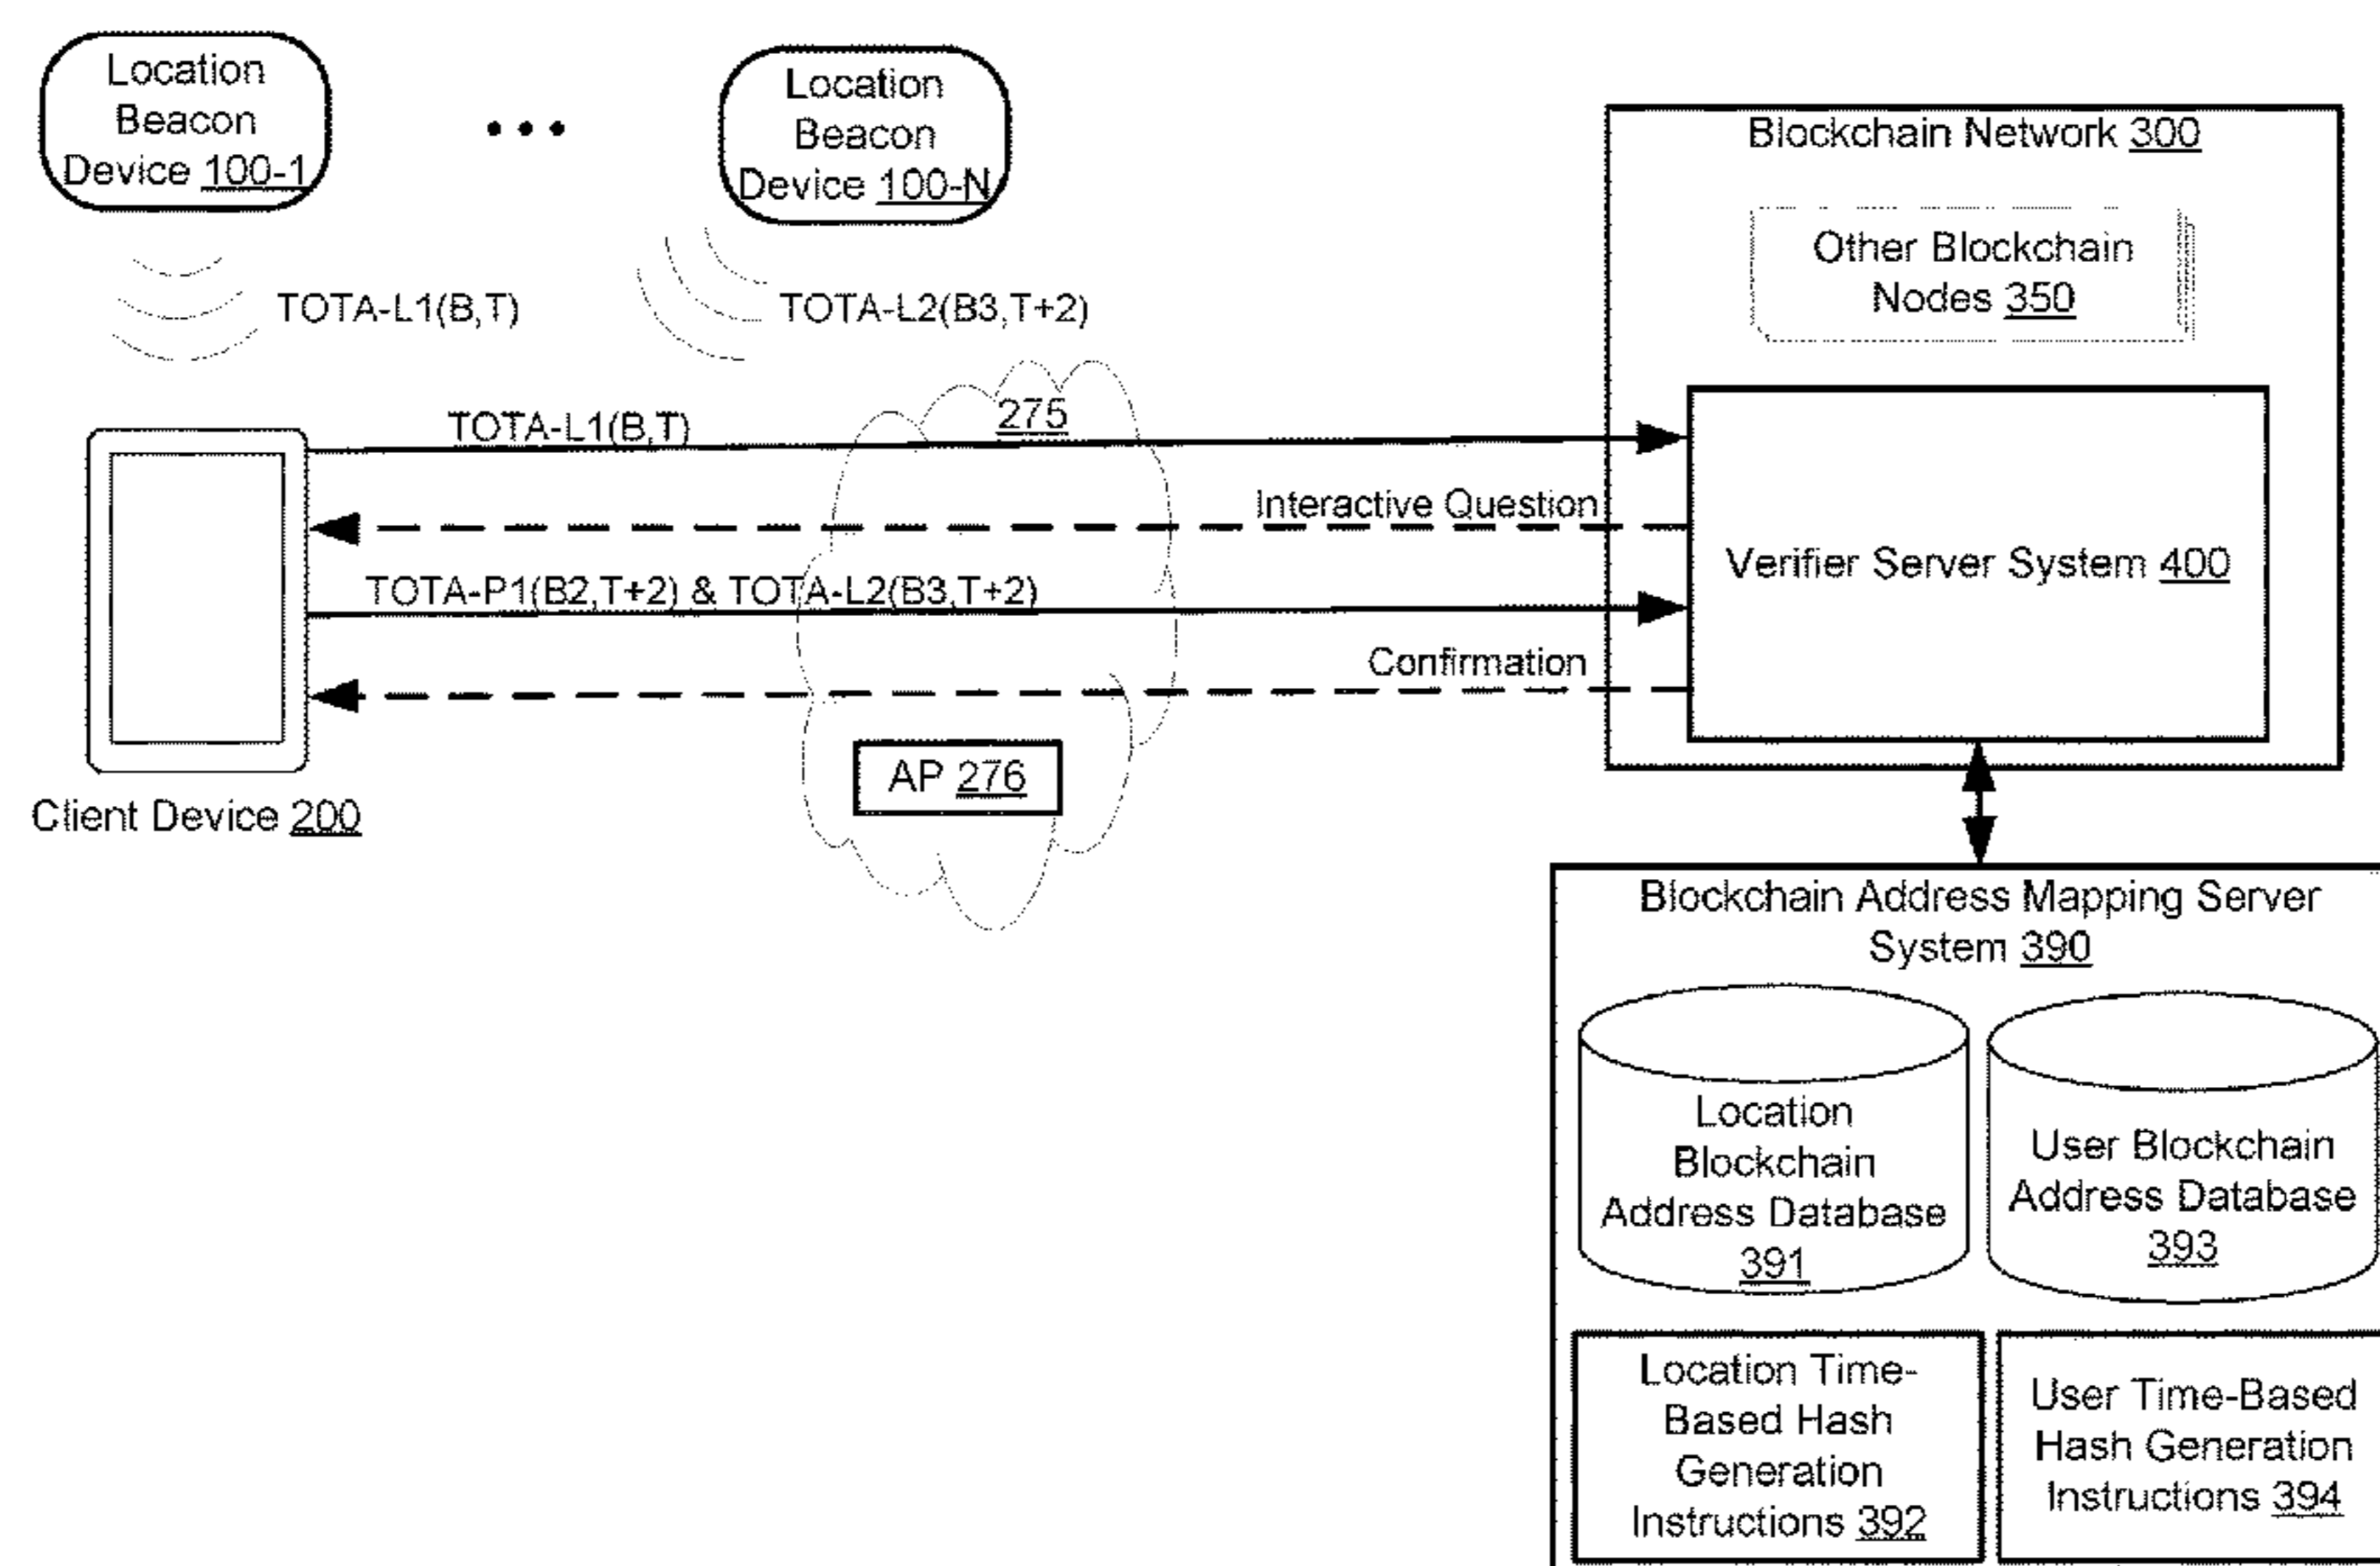 Location
Beacon
Device 100-1
Location
Beacon
Device 100-N
TOTA-L1(B,T)
TOTA-L2(B3,T+2)
Blockchain Network 300
Other Blockchain
Nodes 350
275
TOTA-L1(B,T)
Interactive Question
TOTA-P1(B2,T+2) & TOTA-L2(B3,T+2)
Confirmation
Verifier Server System 400
AP 276
Client Device 200
Blockchain Address Mapping Server
System 390
Location
Blockchain
Address Database
391
User Blockchain
Address Database
393
Location Time-
Based Hash
Generation
Instructions 392
User Time-Based
Hash Generation
Instructions 394